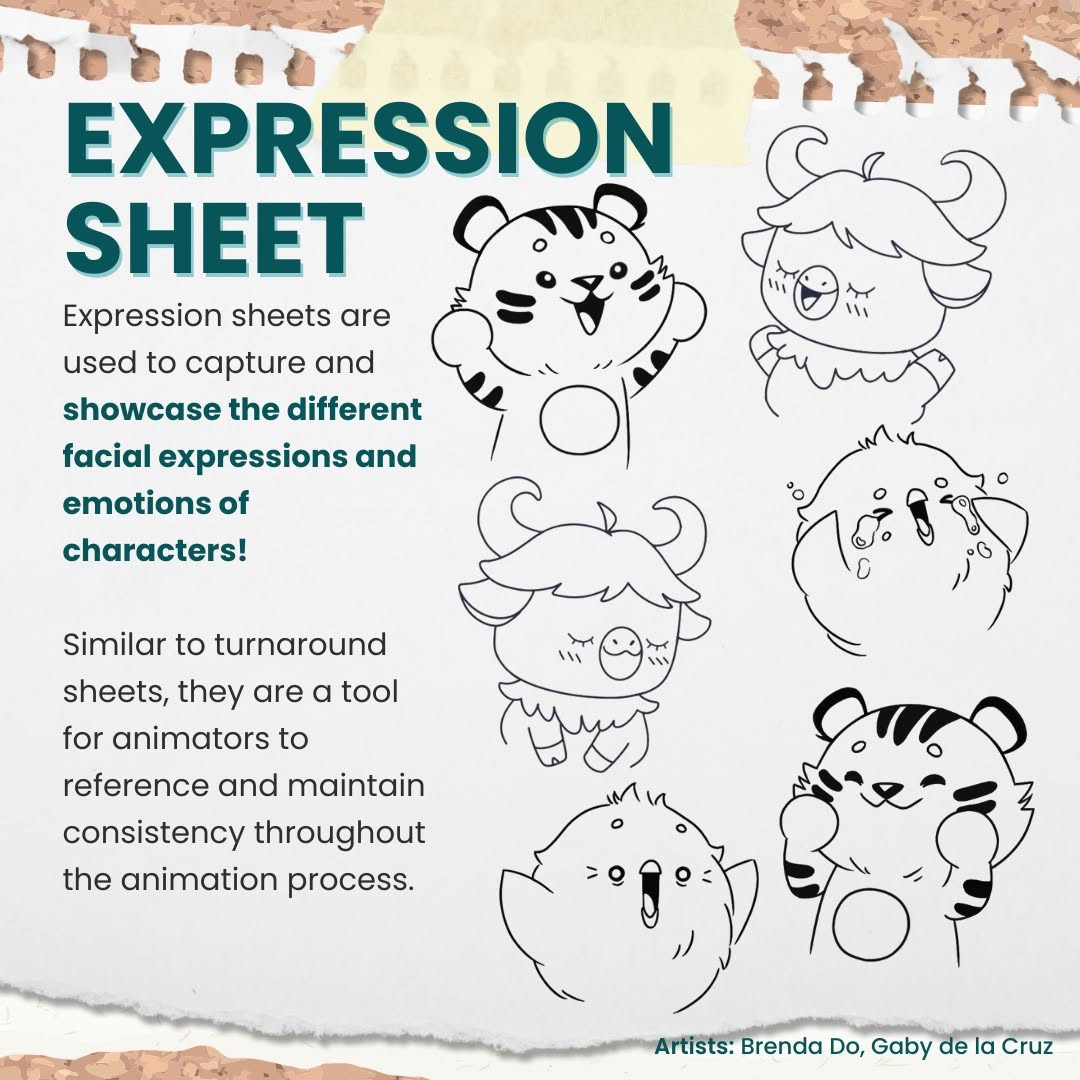 EXPRESSION
SHEET
Expression sheets are
used to capture and
showcase the different
facial expressions and
emotions of
characters!
Similar to turnaround
sheets, they are a tool
for animators to
reference and maintain
consistency throughout
the animation process.
Artists: Brenda Do, Gaby de la Cruz